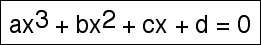 ax³ + bx² + cx + d = 0